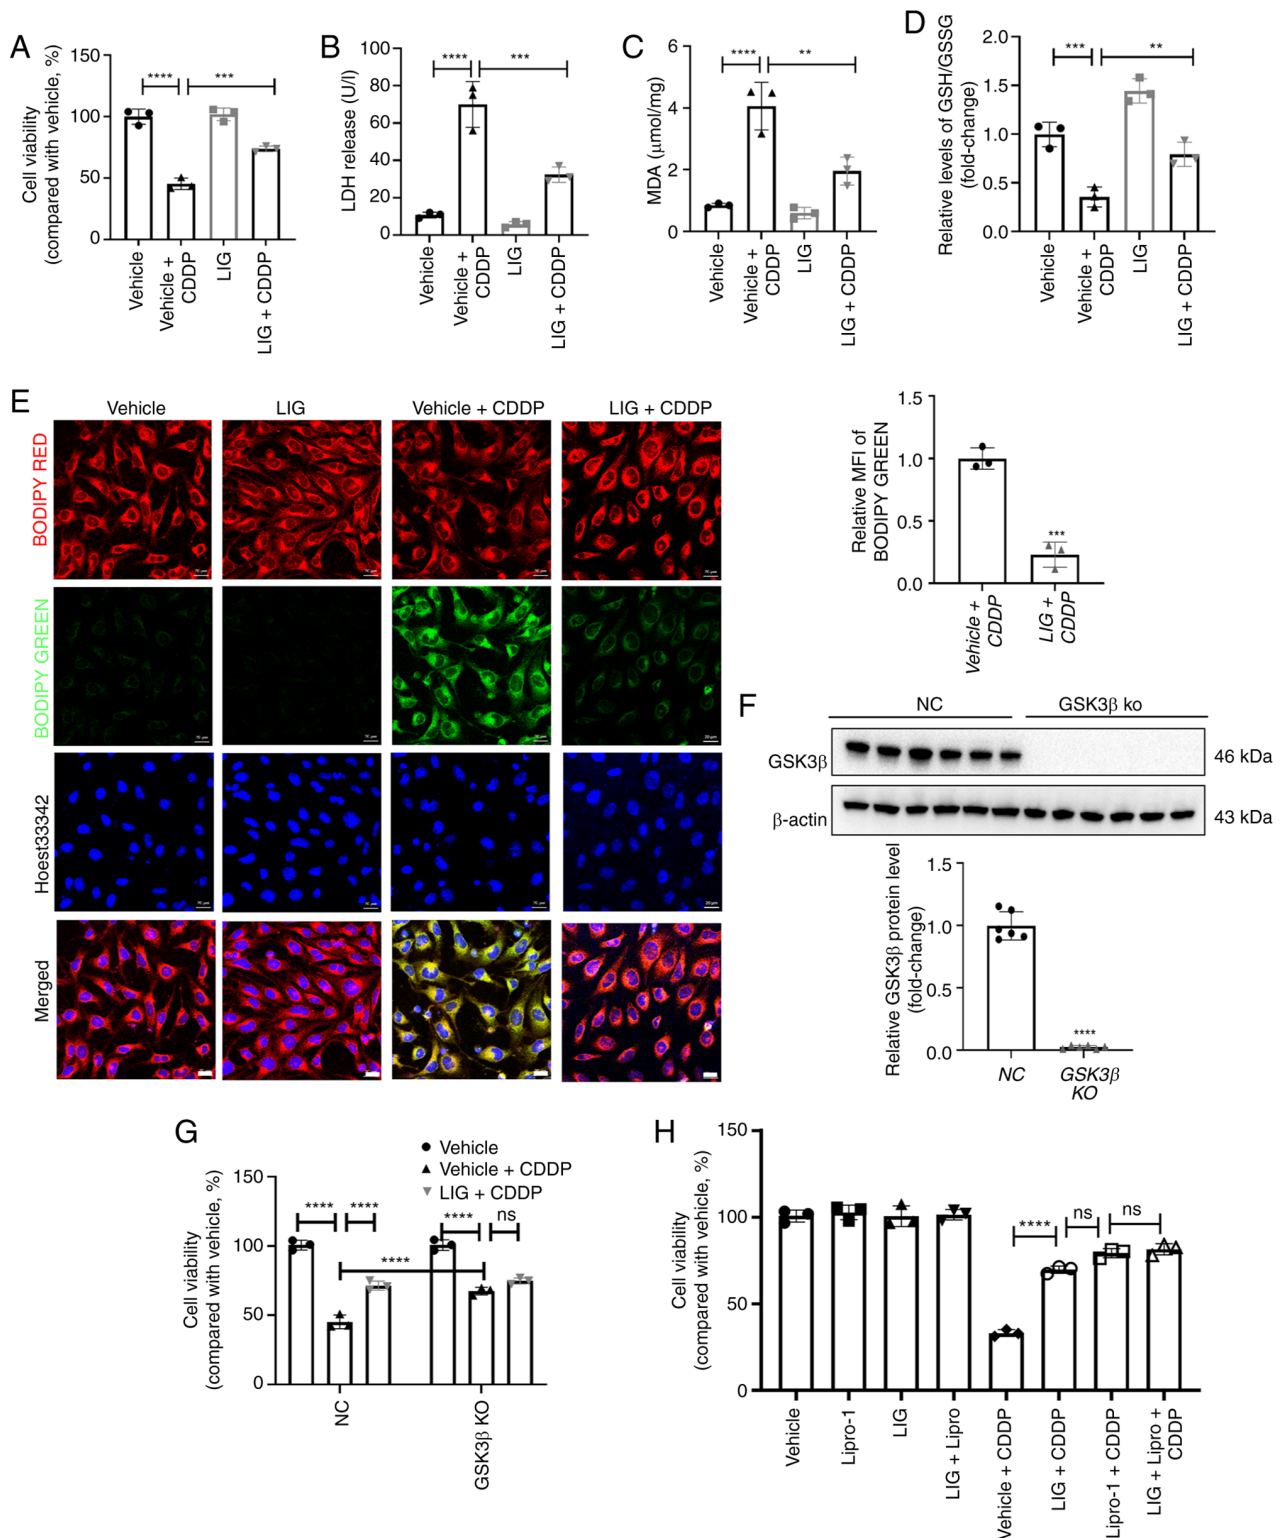 A
Cell viability
(compared with vehicle, %)
150
100
50
0
****
***
Vehicle
Vehicle +
CDDP
LIG
LIG + CDDP
B
LDH release (U/l)
100
80
60
40
20
0
****
***
Vehicle
Vehicle +
CDDP
LIG
LIG + CDDP
C
MDA (μmol/mg)
6
4
2
0
****
**
Vehicle
Vehicle +
CDDP
LIG
LIG + CDDP
D
Relative levels of GSH/GSSG
(fold-change)
2.0
1.5
1.0
0.5
0.0
***
**
Vehicle
Vehicle +
CDDP
LIG
LIG + CDDP
E
Vehicle
LIG
Vehicle + CDDP
LIG + CDDP
BODIPY RED
BODIPY GREEN
Hoest33342
Merged
Relative MFI of
BODIPY GREEN
1.5
1.0
0.5
0.0
***
Vehicle +
CDDP
LIG +
CDDP
F
NC
GSK3β ko
GSK3β
46 kDa
β-actin
43 kDa
Relative GSK3β protein level
(fold-change)
1.5
1.0
0.5
0.0
****
NC
GSK3β
KO
G
Vehicle
Vehicle + CDDP
LIG + CDDP
Cell viability
(compared with vehicle, %)
150
100
50
0
****
****
****
****
ns
NC
GSK3β KO
H
Cell viability
(compared with vehicle, %)
150
100
50
0
****
ns
ns
Vehicle
Lipro-1
LIG
LIG + Lipro
Vehicle + CDDP
LIG + CDDP
Lipro-1 + CDDP
LIG + Lipro +
CDDP